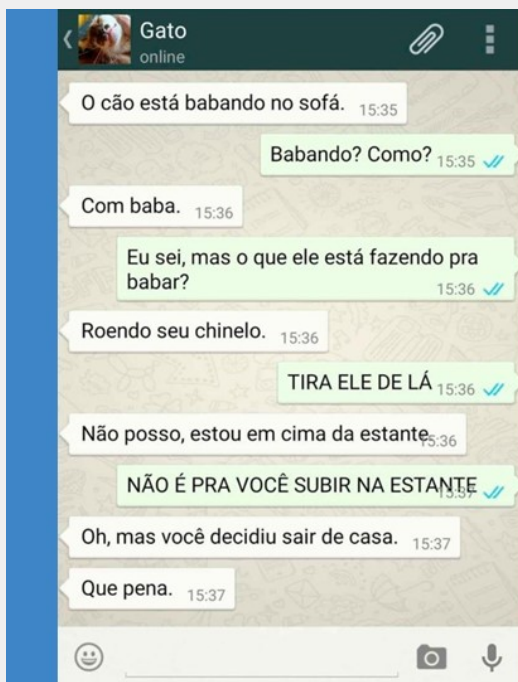 Gato
online
O cão está babando no sofá. 15:35
Babando? Como? 15:35
Com baba. 15:36
Eu sei, mas o que ele está fazendo pra
babar? 15:36
Roendo seu chinelo. 15:36
TIRA ELE DE LÁ 15:36
Não posso, estou em cima da estante. 15:36
NÃO É PRA VOCÊ SUBIR NA ESTANTE 15:37
Oh, mas você decidiu sair de casa. 15:37
Que pena. 15:37